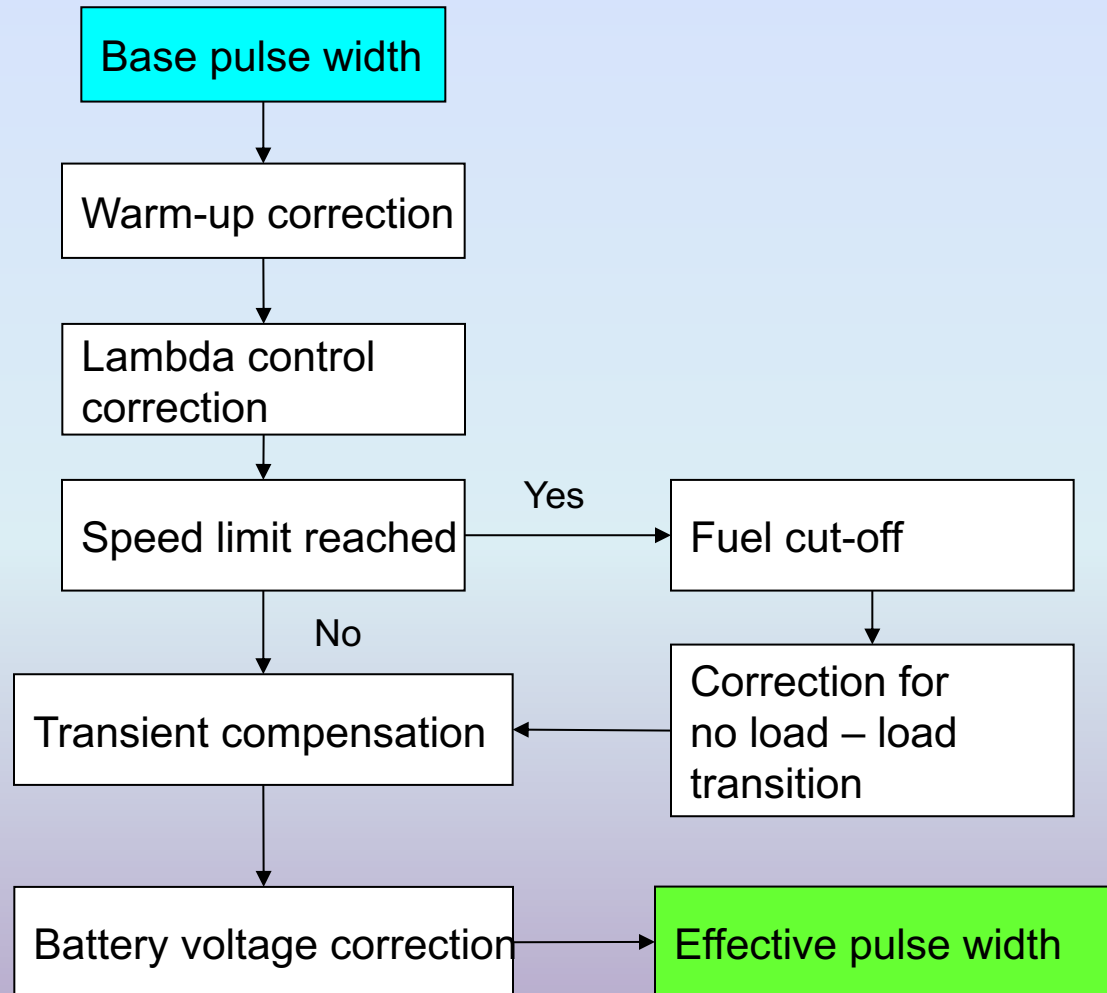 Base pulse width
Warm-up correction
Lambda control
correction
Speed limit reached
Yes
Fuel cut-off
No
Correction for
no load – load
transition
Transient compensation
Battery voltage correction
Effective pulse width